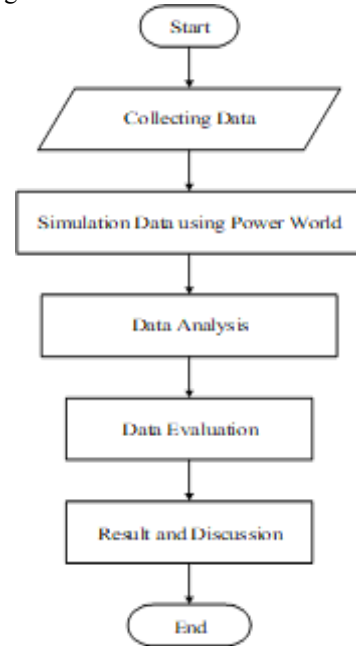 Start
Collecting Data
Simulation Data using Power World
Data Analysis
Data Evaluation
Result and Discussion
End